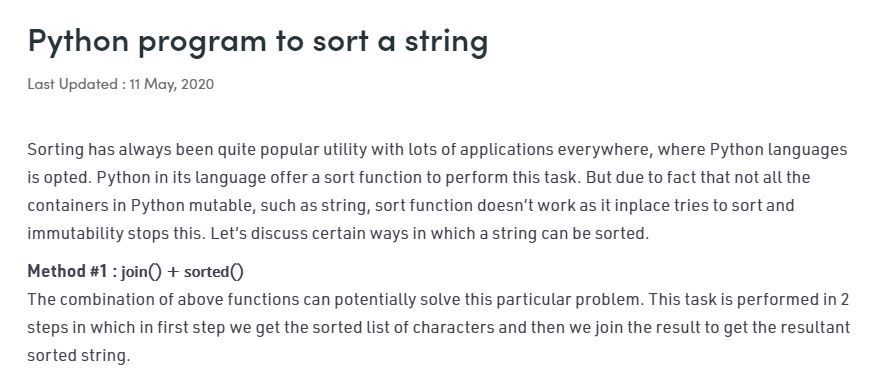 Python program to sort a string
Last Updated : 11 May, 2020
Sorting has always been quite popular utility with lots of applications everywhere, where Python languages
is opted. Python in its language offer a sort function to perform this task. But due to fact that not all the
containers in Python mutable, such as string, sort function doesn’t work as it inplace tries to sort and
immutability stops this. Let’s discuss certain ways in which a string can be sorted.
Method #1 : join() + sorted()
The combination of above functions can potentially solve this particular problem. This task is performed in 2
steps in which in first step we get the sorted list of characters and then we join the result to get the resultant
sorted string.